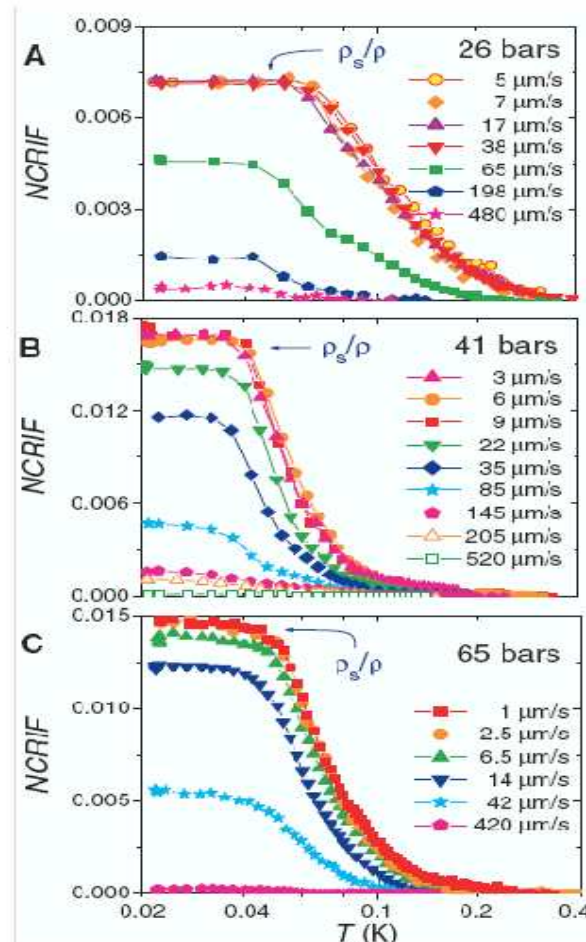 A
NCRIF
0.009
0.006
0.003
0.000
ρs/ρ
26 bars
5 μm/s
7 μm/s
17 μm/s
38 μm/s
65 μm/s
198 μm/s
480 μm/s
B
NCRIF
0.018
0.012
0.006
0.000
ρs/ρ
41 bars
3 μm/s
6 μm/s
9 μm/s
22 μm/s
35 μm/s
85 μm/s
145 μm/s
205 μm/s
520 μm/s
C
NCRIF
0.015
0.010
0.005
0.000
ρs/ρ
65 bars
1 μm/s
2.5 μm/s
6.5 μm/s
14 μm/s
42 μm/s
420 μm/s
0.02 0.04 0.1 0.2 0.4
T (K)